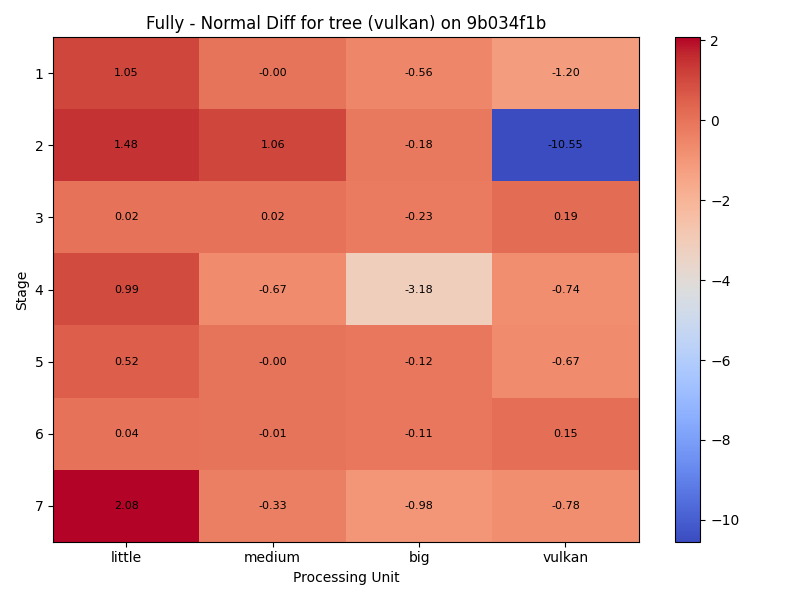 Fully - Normal Diff for tree (vulkan) on 9b034f1b
Stage
1 1.05 -0.00 -0.56 -1.20
2 1.48 1.06 -0.18 -10.55
3 0.02 0.02 -0.23 0.19
4 0.99 -0.67 -3.18 -0.74
5 0.52 -0.00 -0.12 -0.67
6 0.04 -0.01 -0.11 0.15
7 2.08 -0.33 -0.98 -0.78
little medium big vulkan
Processing Unit
2
0
−2
−4
−6
−8
−10